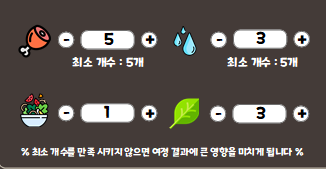 - 5 + - 3 +
최소 개수 : 5개 최소 개수 : 5개
- 1 + - 3 +
% 최소 개수를 만족 시키지 않으면 여정 결과에 큰 영향을 미치게 됩니다 %